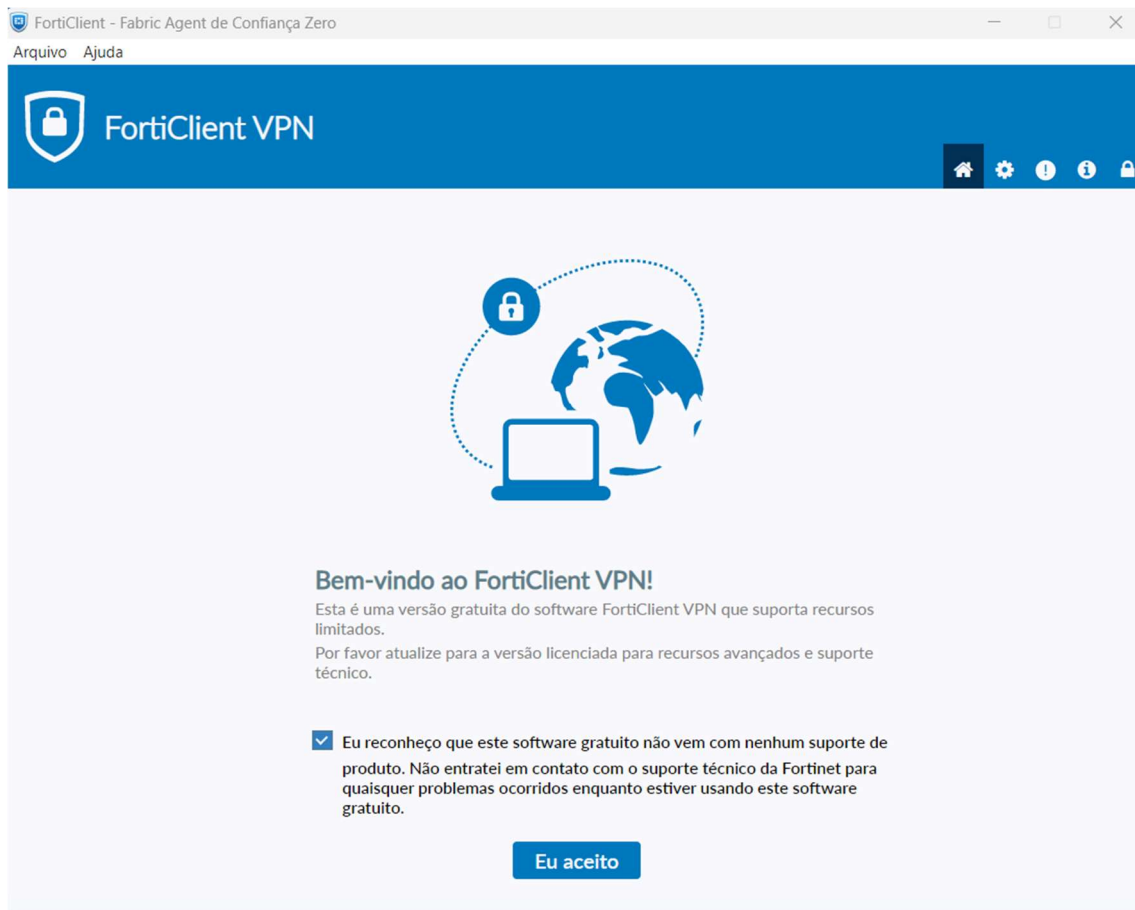 FortiClient - Fabric Agent de Confiança Zero
Arquivo Ajuda
FortiClient VPN
Bem-vindo ao FortiClient VPN!
Esta é uma versão gratuita do software FortiClient VPN que suporta recursos
limitados.
Por favor atualize para a versão licenciada para recursos avançados e suporte
técnico.
Eu reconheço que este software gratuito não vem com nenhum suporte de
produto. Não entratei em contato com o suporte técnico da Fortinet para
quaisquer problemas ocorridos enquanto estiver usando este software
gratuito.
Eu aceito